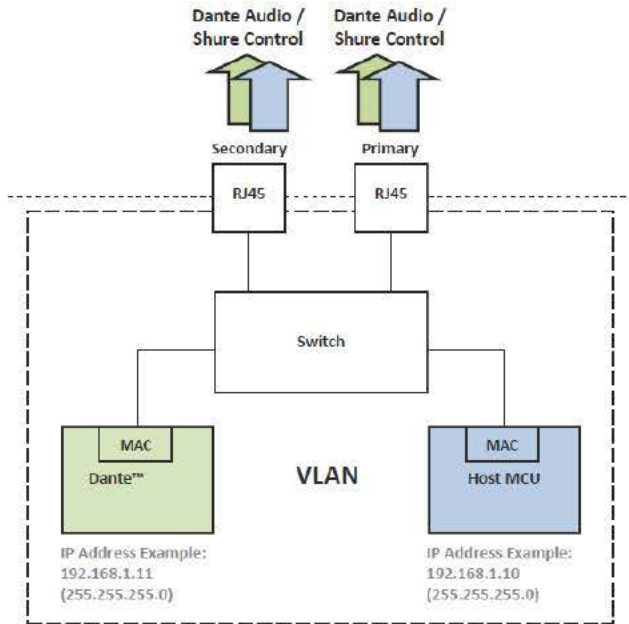 Dante Audio /
Shure Control
Dante Audio /
Shure Control
Secondary
Primary
RJ45
RJ45
Switch
MAC
Dante™
VLAN
MAC
Host MCU
IP Address Example:
192.168.1.11
(255.255.255.0)
IP Address Example:
192.168.1.10
(255.255.255.0)